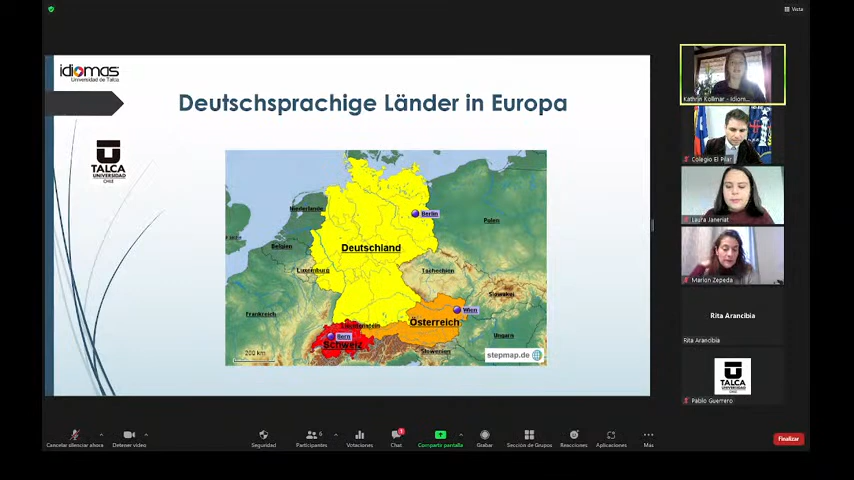 Vista
idiomas
Universidad de Talca
Deutschsprachige Länder in Europa
TALCA
UNIVERSIDAD
CHILE
Niederlande
Berlin
Polen
Belgien
Deutschland
Luxemburg
Tschechien
Slowakei
Frankreich
Wien
Liechtenstein
Österreich
Bern
Schweiz
Ungarn
Slowenien
200 km
stepmap.de
Kathrin Kollmar - Idiom...
Colegio El Pilar
Laura Janeriat
Marion Zepeda
Rita Arancibia
Rita Arancibia
TALCA
UNIVERSIDAD
Pablo Guerrero
Cancelar silenciar ahora
Detener video
Seguridad
Participantes
6
Votaciones
Chat
Compartir pantalla
Grabar
Sección de Grupos
Reacciones
Aplicaciones
Más
Finalizar